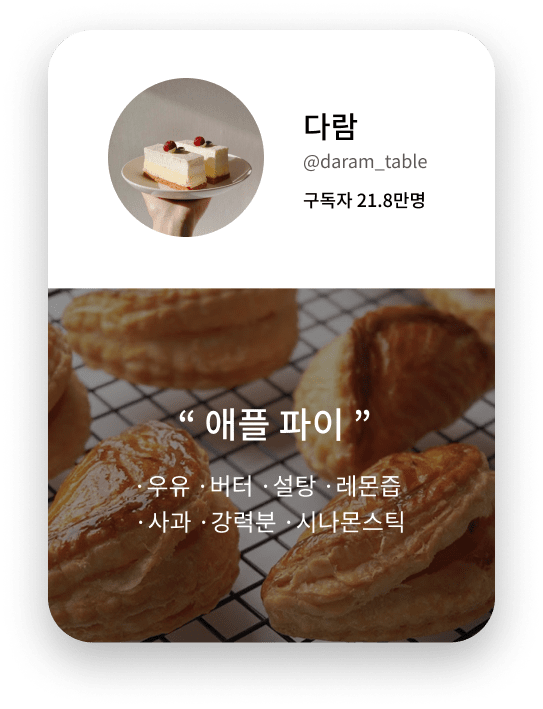 다람
@daram_table
구독자 21.8만명
“ 애플 파이 ”
·우유 ·버터 ·설탕 ·레몬즙
·사과 ·강력분 ·시나몬스틱